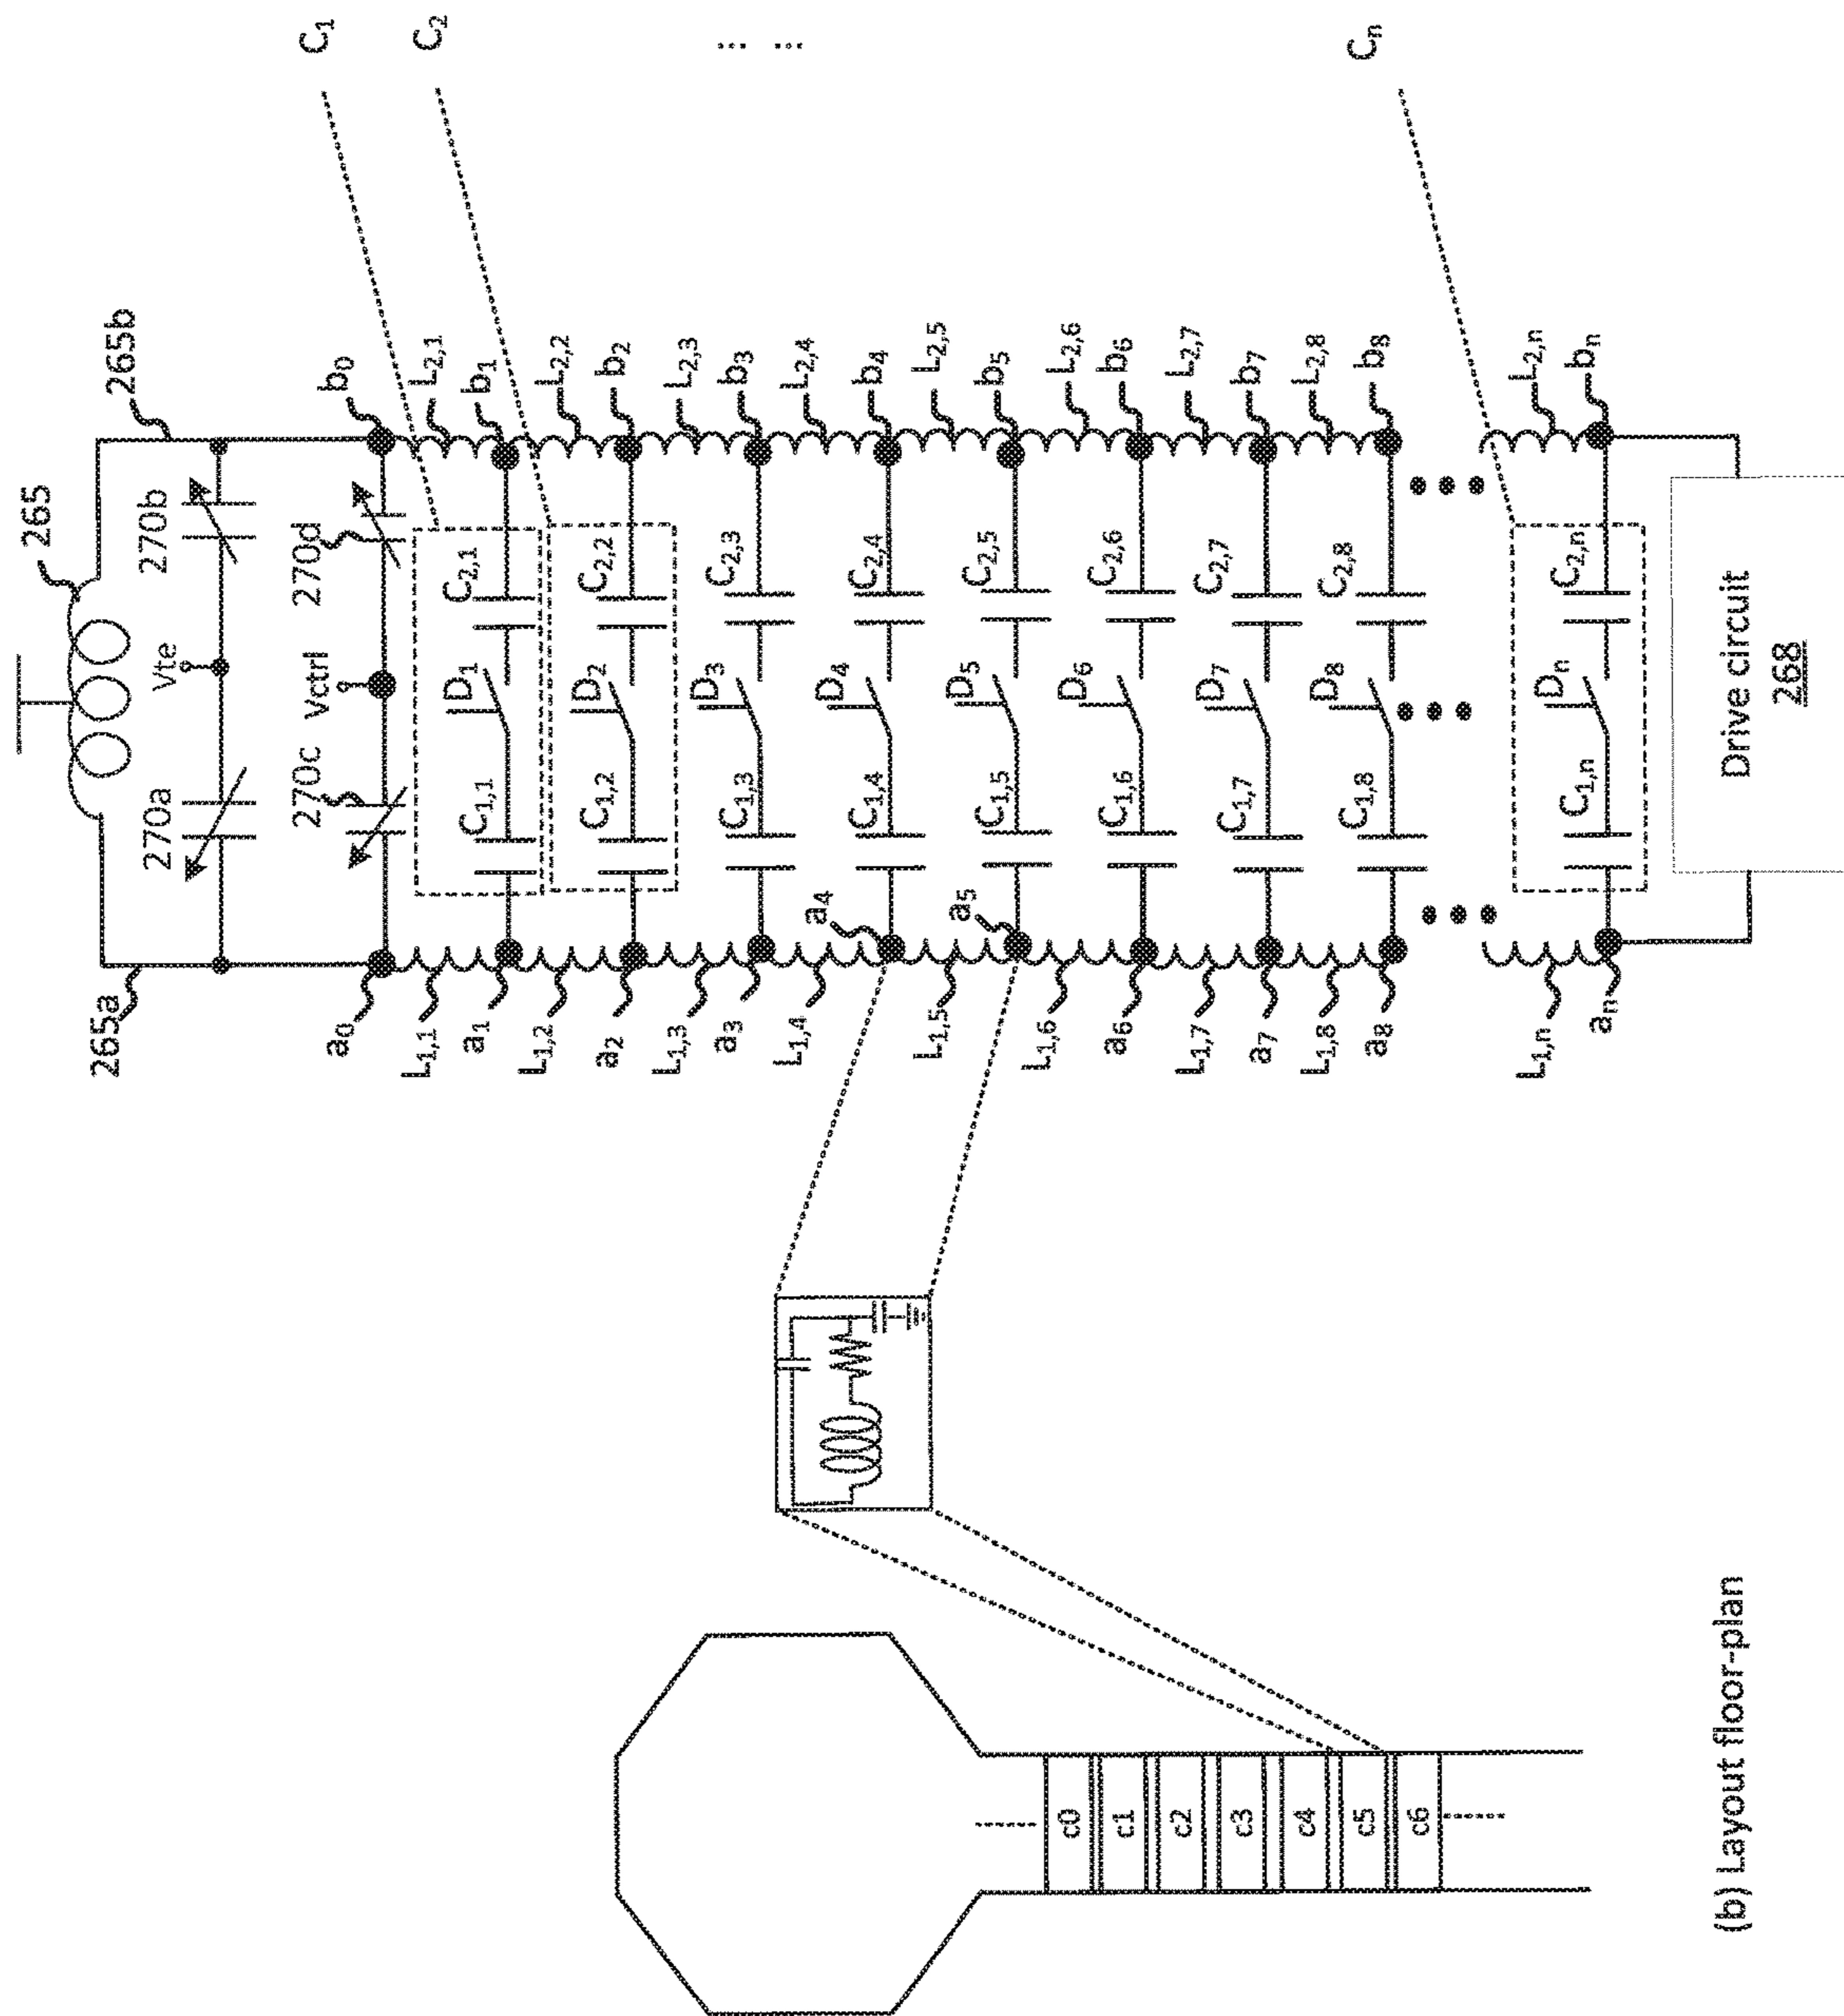 C1
C2
... ...
Cn
265
265a
265b
270a
Vte
270b
270c
Vctrl
270d
a0
b0
L1,1
L2,1
C1,1
D1
C2,1
a1
b1
L1,2
L2,2
C1,2
D2
C2,2
a2
b2
L1,3
L2,3
C1,3
D3
C2,3
a3
b3
L1,4
L2,4
C1,4
D4
C2,4
a4
b4
L1,5
L2,5
C1,5
D5
C2,5
a5
b5
L1,6
L2,6
C1,6
D6
C2,6
a6
b6
L1,7
L2,7
C1,7
D7
C2,7
a7
b7
L1,8
L2,8
C1,8
D8
C2,8
a8
b8
L1,n
L2,n
C1,n
Dn
C2,n
an
bn
Drive circuit
268
c0
c1
c2
c3
c4
c5
c6
(b) Layout floor-plan